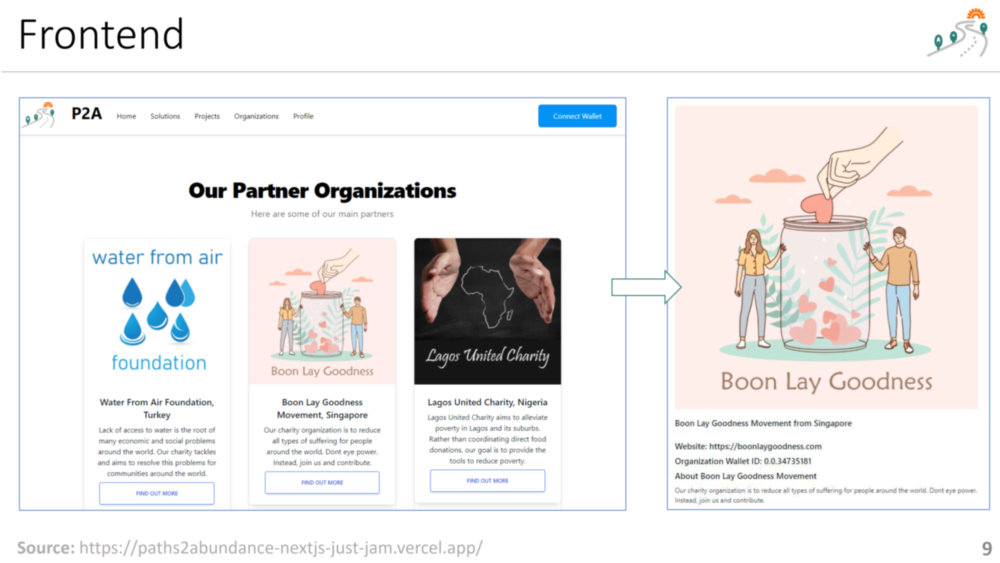 Frontend
P2A
Home Solutions Projects Organizations Profile
Connect Wallet
Our Partner Organizations
Here are some of our main partners
water from air
foundation
Water From Air Foundation,
Turkey
Lack of access to water is the root of
many economic and social problems
around the world. Our charity tackles
and aims to resolve this problems for
communities around the world.
FIND OUT MORE
Boon Lay Goodness
Boon Lay Goodness
Movement, Singapore
Our charity organization is to reduce
all types of suffering for people
around the world. Dont eye power.
Instead, join us and contribute.
FIND OUT MORE
Lagos United Charity
Lagos United Charity, Nigeria
Lagos United Charity aims to alleviate
poverty in Lagos and its suburbs.
Rather than coordinating direct food
donations, our goal is to provide the
tools to reduce poverty.
FIND OUT MORE
Boon Lay Goodness
Boon Lay Goodness Movement from Singapore
Website: https://boonlaygoodness.com
Organization Wallet ID: 0.0.34735181
About Boon Lay Goodness Movement
Our charity organization is to reduce all types of suffering for people around the world. Dont eye power.
Instead, join us and contribute.
Source: https://paths2abundance-nextjs-just-jam.vercel.app/
9